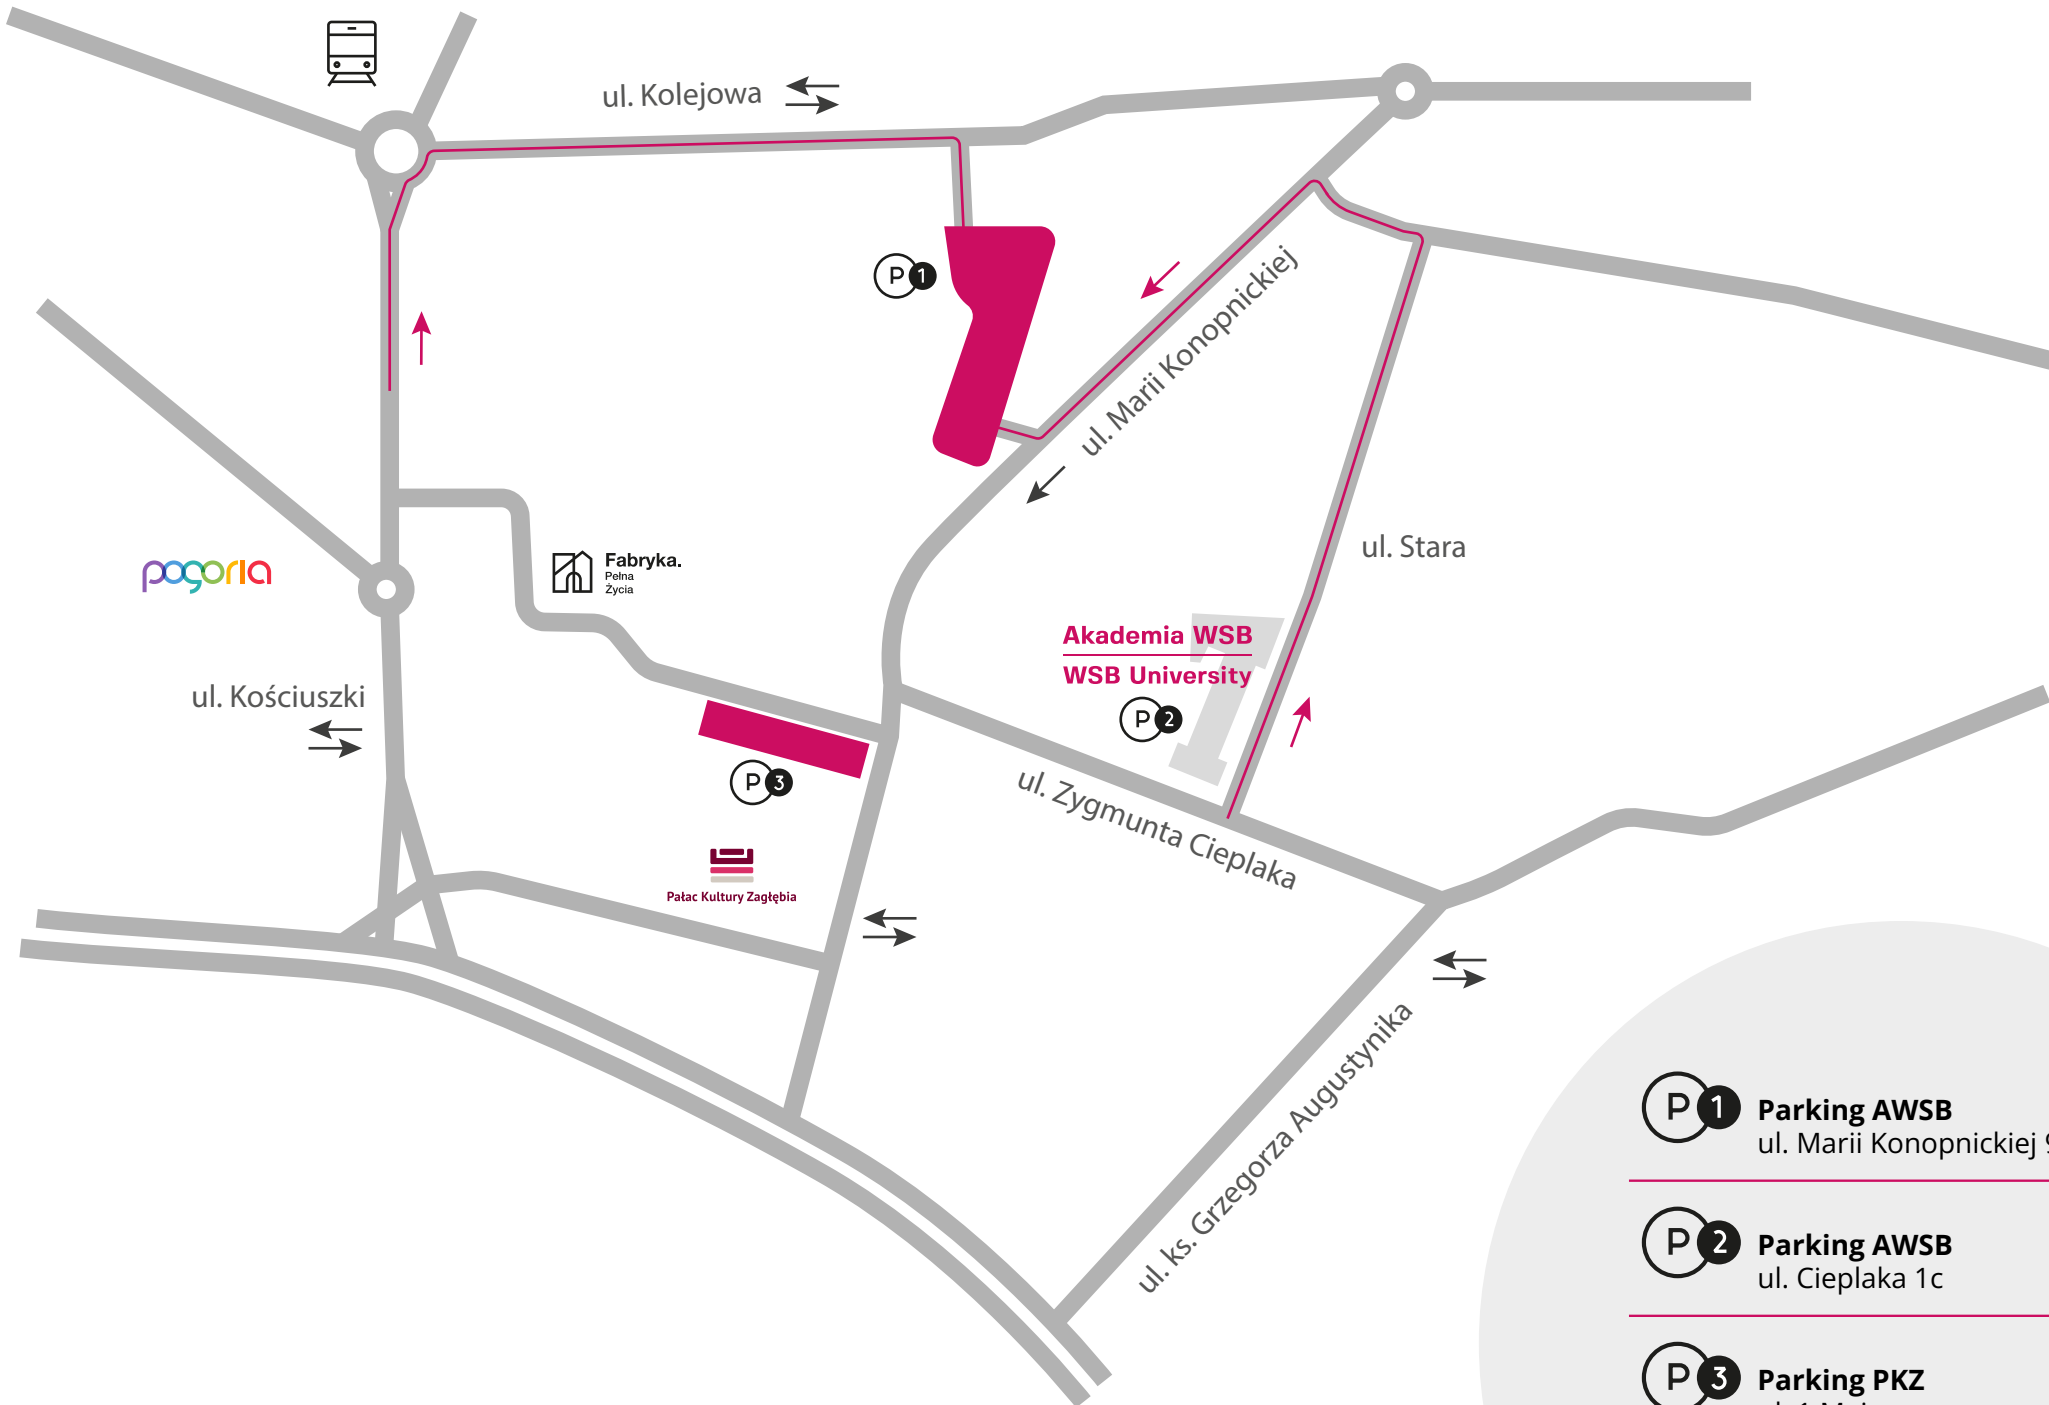 ul. Kolejowa
P 1
ul. Marii Konopnickiej
ul. Stara
pogoria
Fabryka.
Pełna
Życia
Akademia WSB
WSB University
P 2
ul. Kościuszki
P 3
ul. Zygmunta Cieplaka
Pałac Kultury Zagłębia
ul. ks. Grzegorza Augustynika
P 1
Parking AWSB
ul. Marii Konopnickiej
P 2
Parking AWSB
ul. Cieplaka 1c
P 3
Parking PKZ